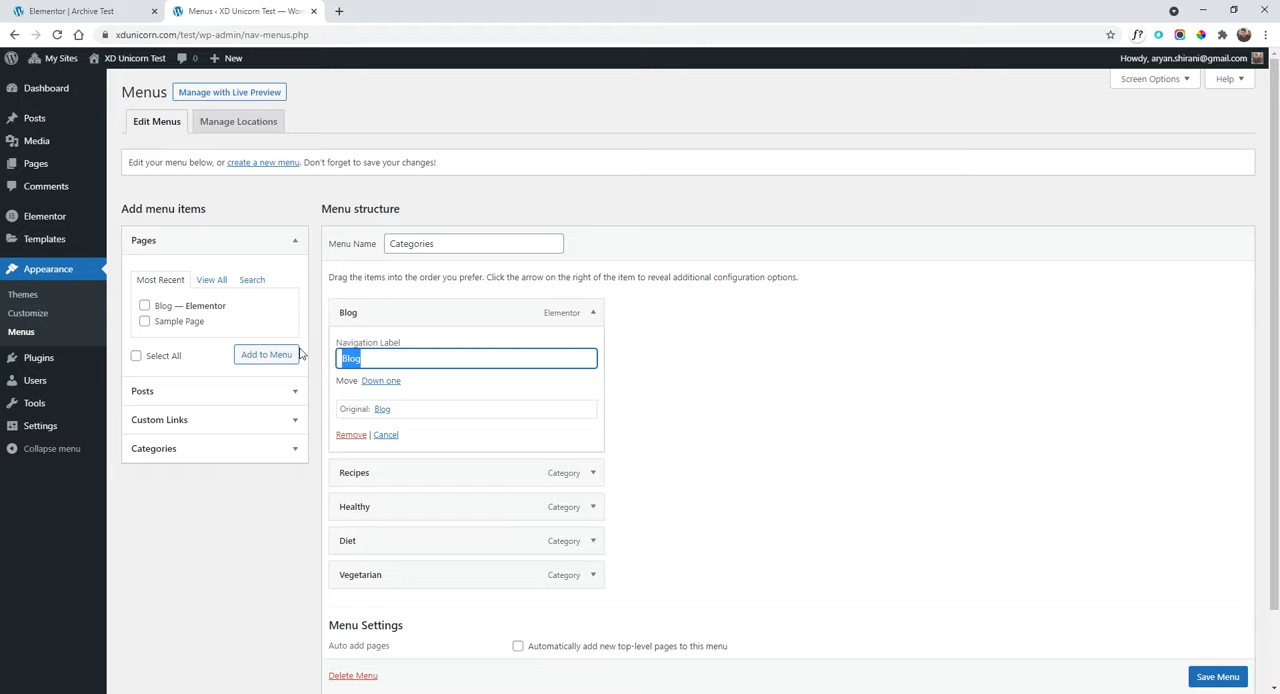 Elementor | Archive Test
Menus ‹ XD Unicorn Test — Wor
xdunicorn.com/test/wp-admin/nav-menus.php
f?
My Sites
XD Unicorn Test
0
New
Howdy, aryan.shirani@gmail.com
Dashboard
Posts
Media
Pages
Comments
Elementor
Templates
Appearance
Themes
Customize
Menus
Plugins
Users
Tools
Settings
Collapse menu
Menus
Manage with Live Preview
Screen Options
Help
Edit Menus
Manage Locations
Edit your menu below, or create a new menu. Don't forget to save your changes!
Add menu items
Pages
Most Recent
View All
Search
Blog — Elementor
Sample Page
Select All
Add to Menu
Posts
Custom Links
Categories
Menu structure
Menu Name
Categories
Drag the items into the order you prefer. Click the arrow on the right of the item to reveal additional configuration options.
Blog
Elementor
Navigation Label
Blog
Move Down one
Original: Blog
Remove | Cancel
Recipes
Category
Healthy
Category
Diet
Category
Vegetarian
Category
Menu Settings
Auto add pages
Automatically add new top-level pages to this menu
Delete Menu
Save Menu